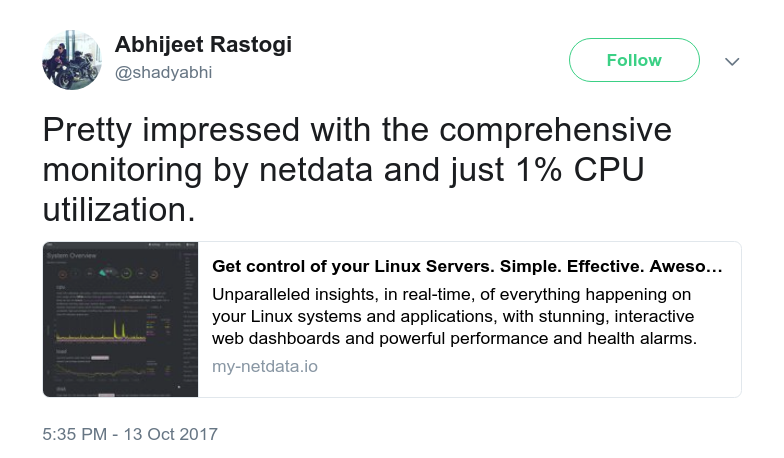 Abhijeet Rastogi
@shadyabhi
Follow
Pretty impressed with the comprehensive
monitoring by netdata and just 1% CPU
utilization.
System Overview
Get control of your Linux Servers. Simple. Effective. Aweso...
Unparalleled insights, in real-time, of everything happening on
your Linux systems and applications, with stunning, interactive
web dashboards and powerful performance and health alarms.
my-netdata.io
5:35 PM - 13 Oct 2017